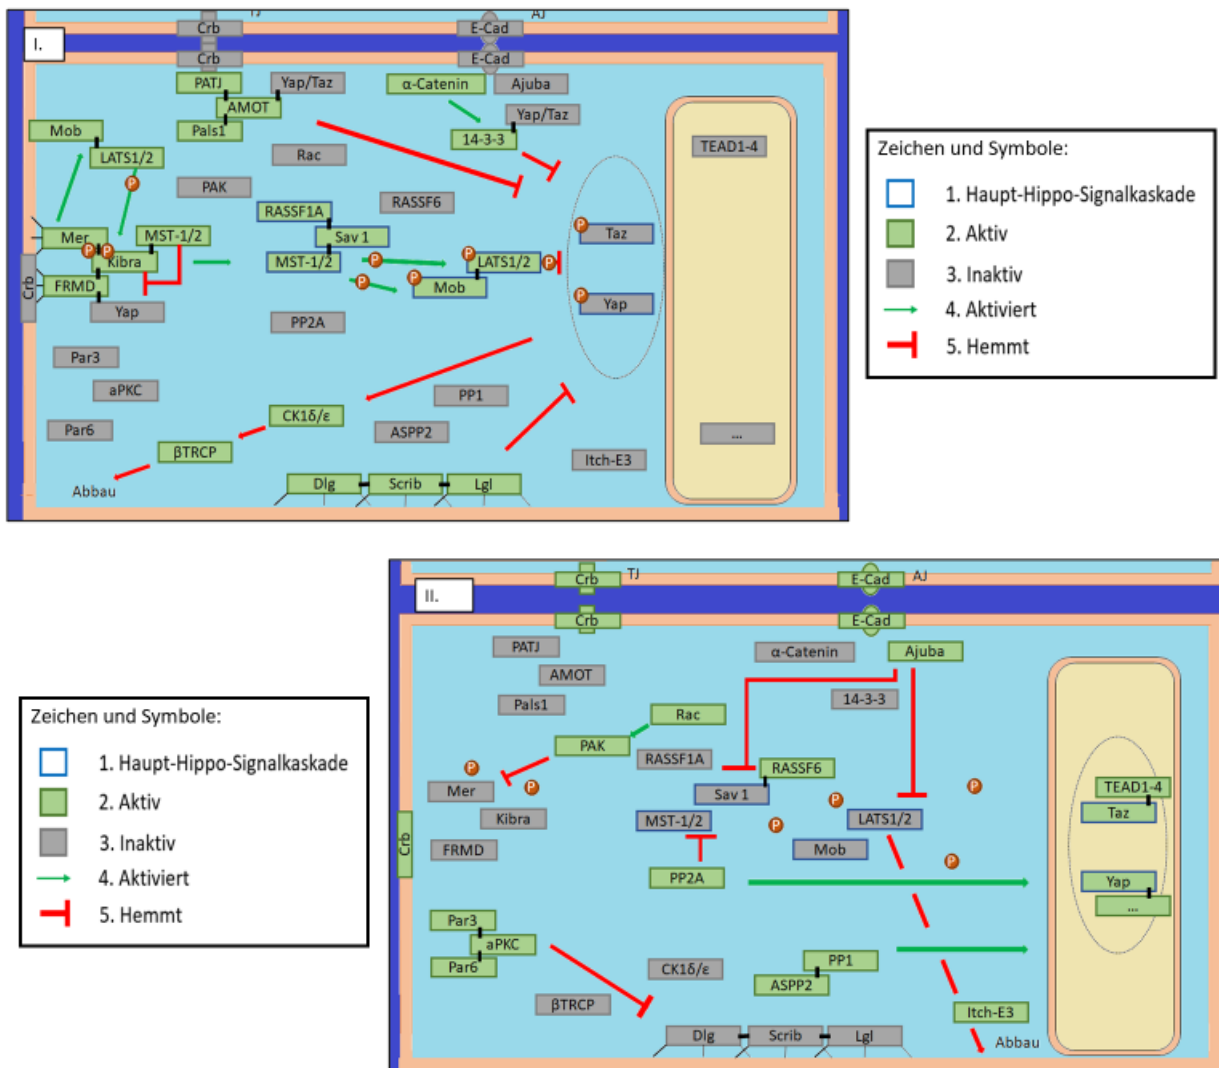 TJ
AJ
I.
Crb
E-Cad
Crb
E-Cad
PATJ
Yap/Taz
α-Catenin
Ajuba
AMOT
Yap/Taz
Mob
Pals1
14-3-3
LATS1/2
Rac
TEAD1-4
P
PAK
RASSF6
RASSF1A
P
Mer
MST-1/2
Sav 1
Taz
P P
Kibra
MST-1/2
P
P
LATS1/2
P
Crb
FRMD
P
P
Mob
P
Yap
Yap
PP2A
Par3
aPKC
PP1
CK1δ/ε
Par6
ASPP2
...
βTRCP
Itch-E3
Abbau
Dlg
Scrib
Lgl
Zeichen und Symbole:
1. Haupt-Hippo-Signalkaskade
2. Aktiv
3. Inaktiv
4. Aktiviert
5. Hemmt
II.
Crb
TJ
E-Cad
AJ
Crb
E-Cad
PATJ
α-Catenin
Ajuba
AMOT
Pals1
14-3-3
Rac
PAK
RASSF1A
P
RASSF6
Mer
P
Sav 1
P
P
TEAD1-4
Kibra
MST-1/2
P
LATS1/2
Taz
Crb
FRMD
Mob
P
PP2A
Yap
...
Par3
aPKC
Par6
CK1δ/ε
PP1
ASPP2
βTRCP
Itch-E3
Dlg
Scrib
Lgl
Abbau
Zeichen und Symbole:
1. Haupt-Hippo-Signalkaskade
2. Aktiv
3. Inaktiv
4. Aktiviert
5. Hemmt